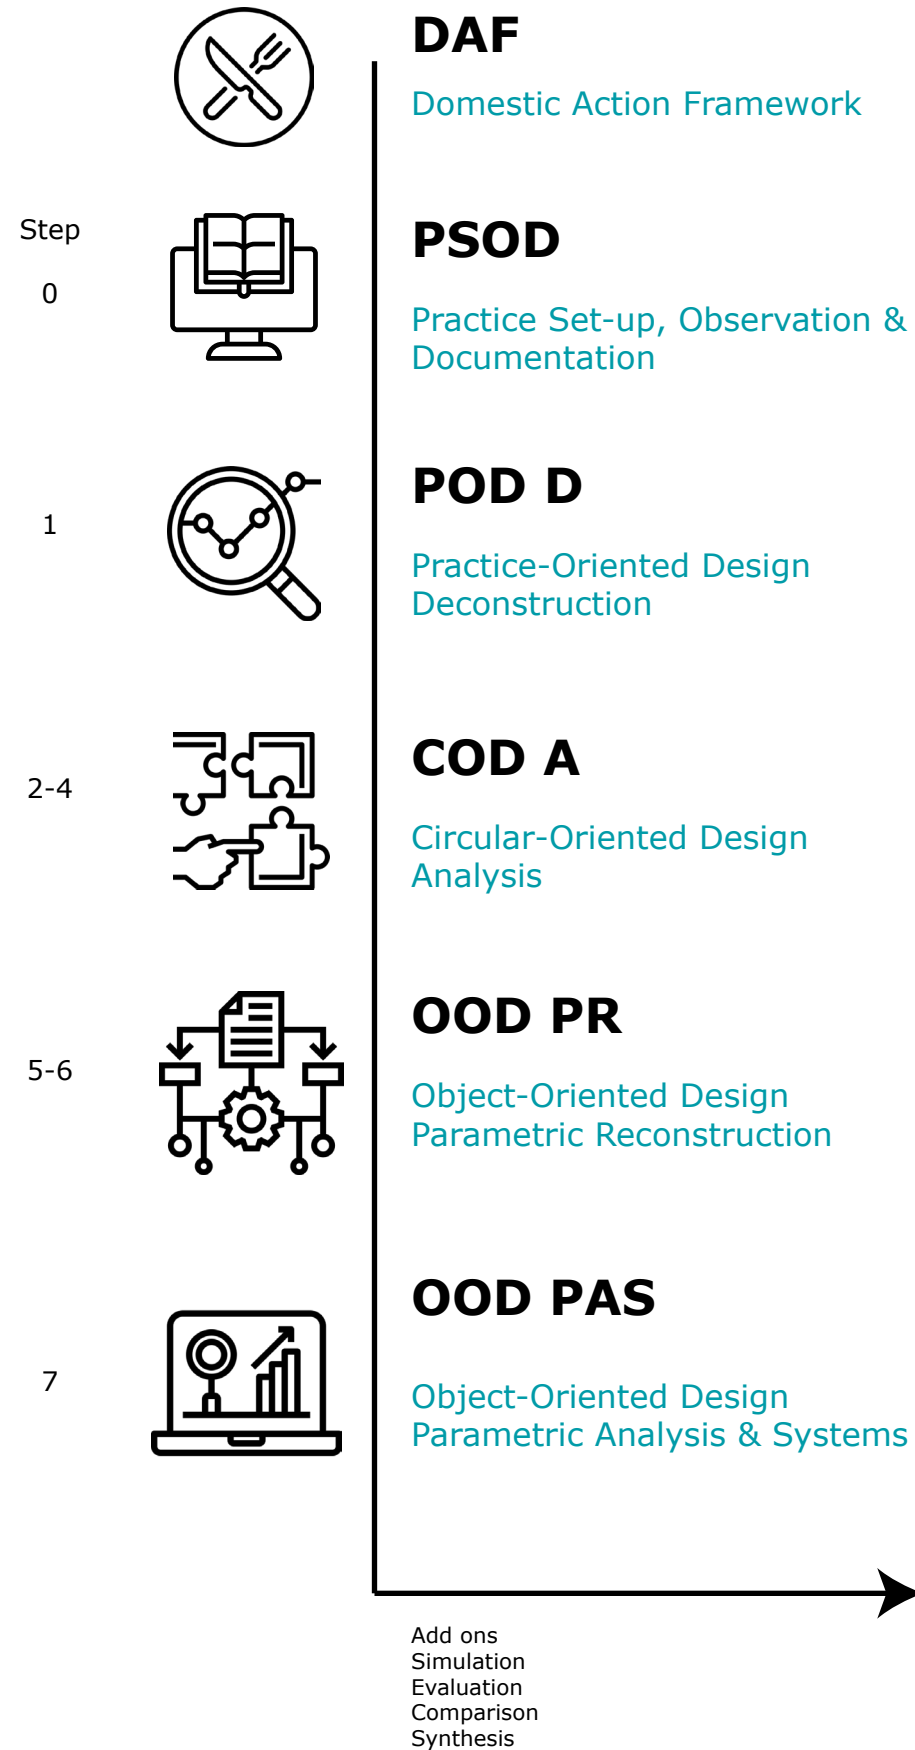 DAF
Domestic Action Framework
Step
0
PSOD
Practice Set-up, Observation &
Documentation
1
POD D
Practice-Oriented Design
Deconstruction
2-4
COD A
Circular-Oriented Design
Analysis
5-6
OOD PR
Object-Oriented Design
Parametric Reconstruction
7
OOD PAS
Object-Oriented Design
Parametric Analysis & Systems
Add ons
Simulation
Evaluation
Comparison
Synthesis